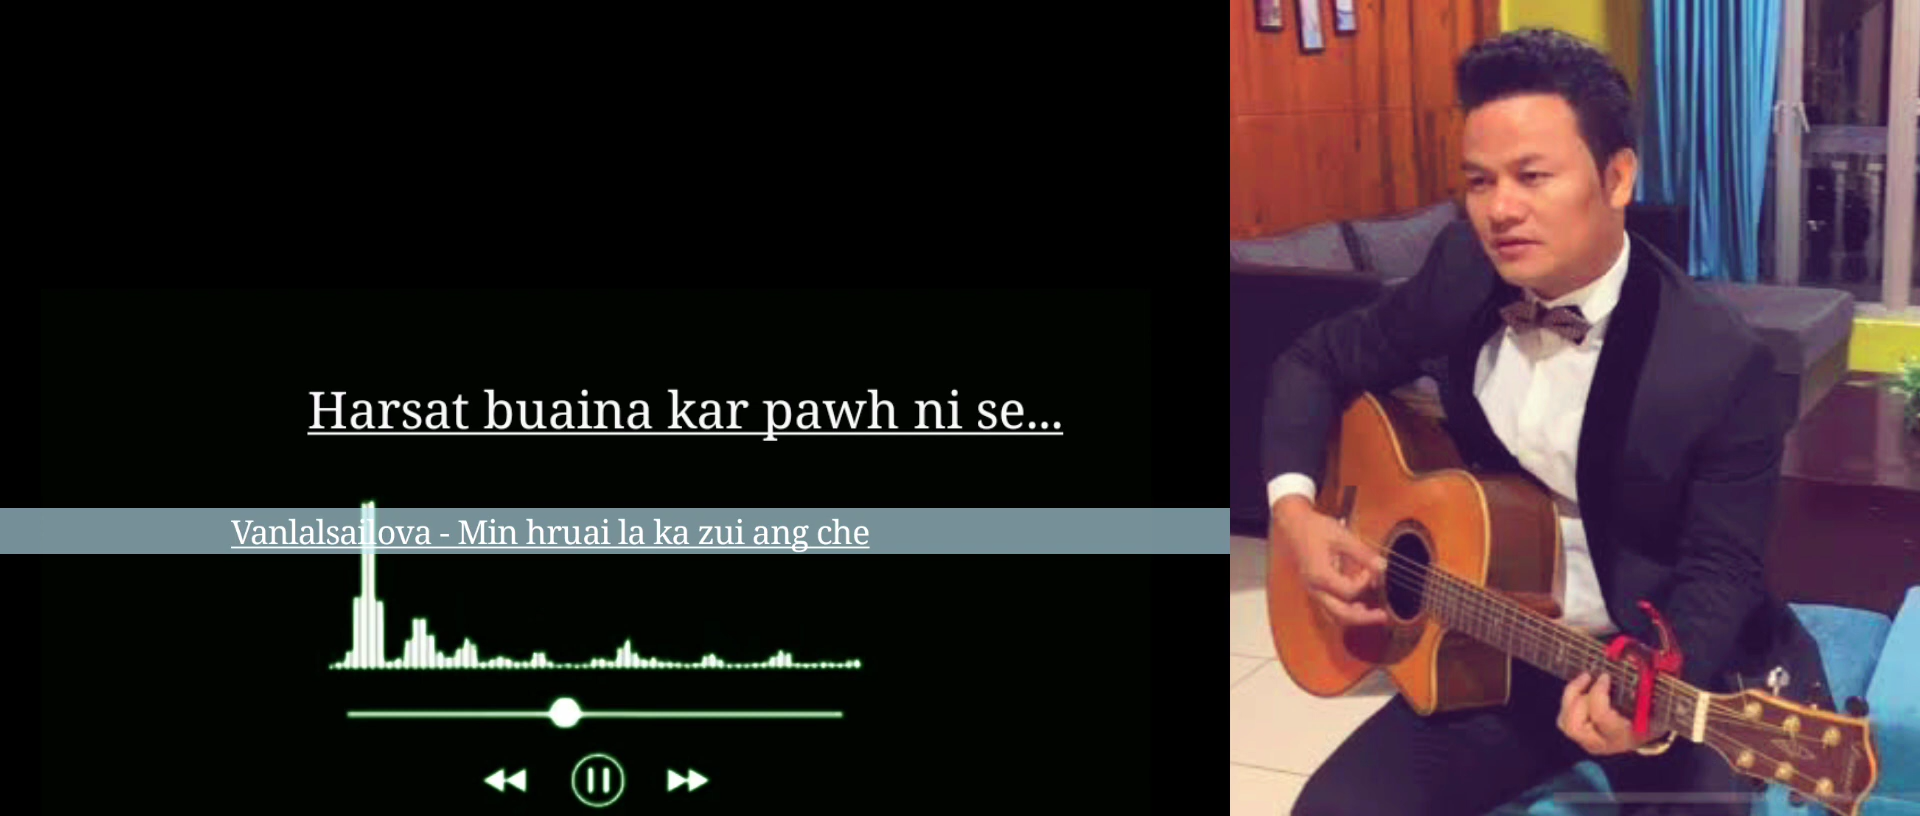 Harsat buaina kar pawh ni se...
Vanlalsailova - Min hruai la ka zui ang che